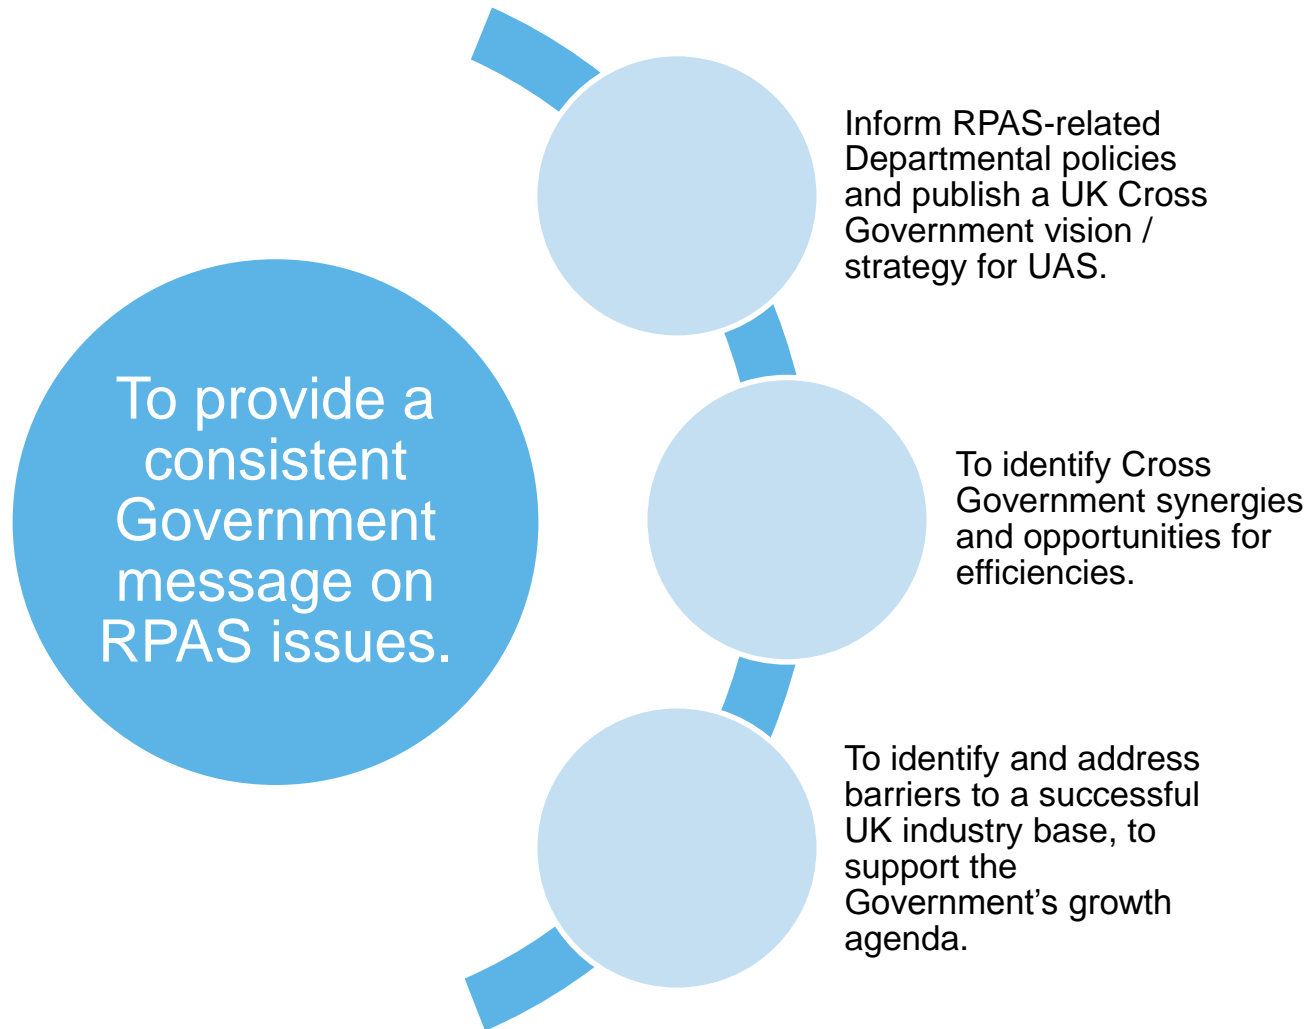 To provide a
consistent
Government
message on
RPAS issues.
Inform RPAS-related
Departmental policies
and publish a UK Cross
Government vision /
strategy for UAS.
To identify Cross
Government synergies
and opportunities for
efficiencies.
To identify and address
barriers to a successful
UK industry base, to
support the
Government’s growth
agenda.